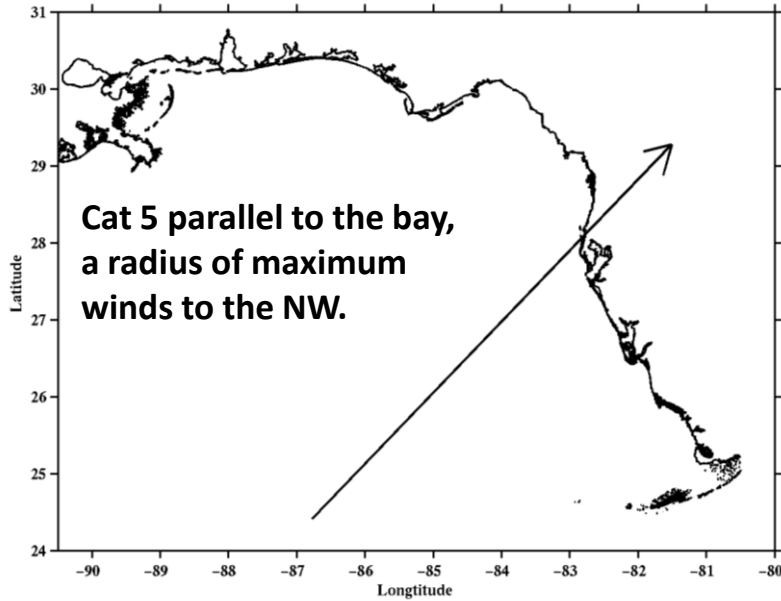 31
30
29
28
27
26
25
24
Latitude
Cat 5 parallel to the bay,
a radius of maximum
winds to the NW.
−90 −89 −88 −87 −86 −85 −84 −83 −82 −81 −80
Longtitude